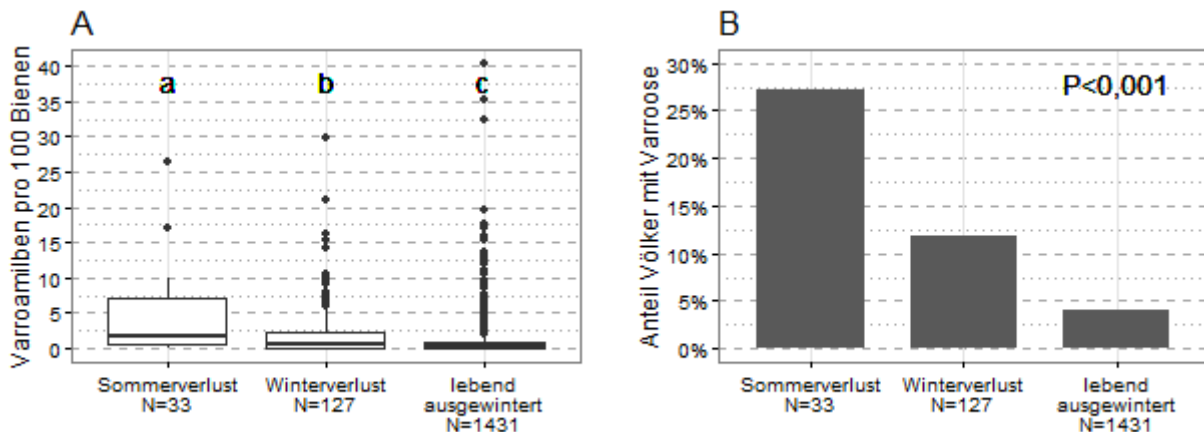 A
Varroamilben pro 100 Bienen
40
35
30
25
20
15
10
5
0
a b c
Sommerverlust
N=33
Winterverlust
N=127
lebend
ausgewintert
N=1431
B
Anteil Völker mit Varroose
30%
25%
20%
15%
10%
5%
0%
P<0,001
Sommerverlust
N=33
Winterverlust
N=127
lebend
ausgewintert
N=1431